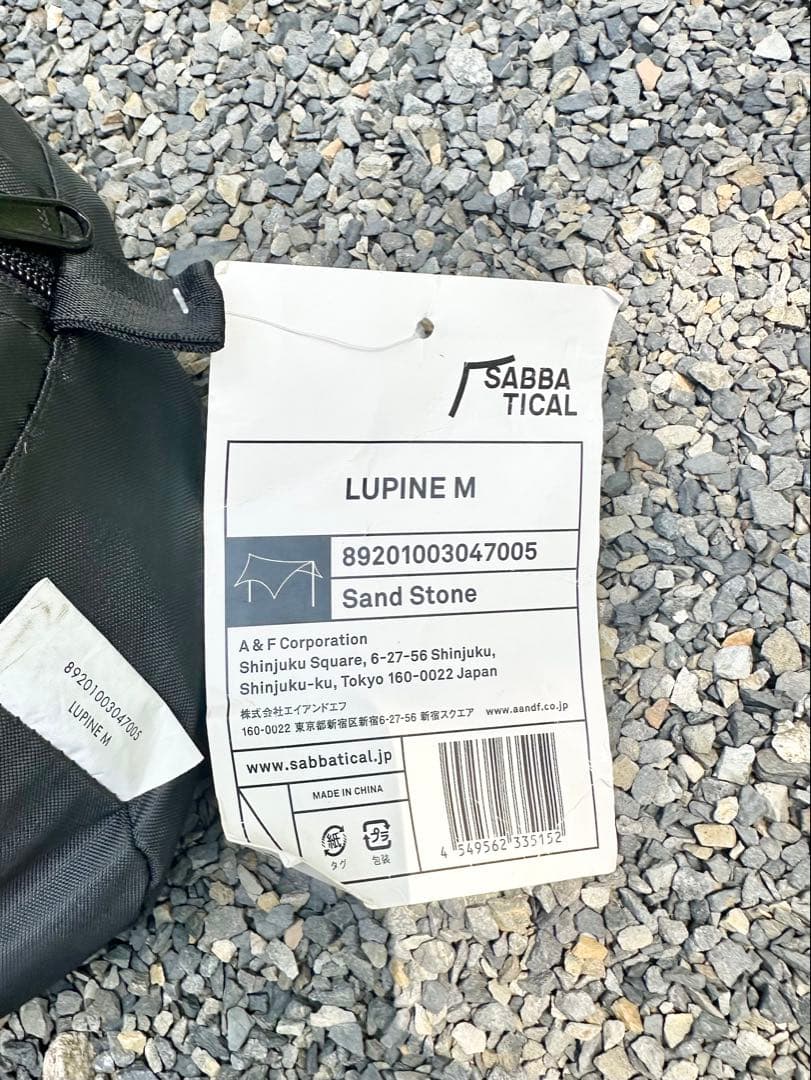 SABBA
TICAL
LUPINE M
89201003047005
Sand Stone
A & F Corporation
Shinjuku Square, 6-27-56 Shinjuku,
Shinjuku-ku, Tokyo 160-0022 Japan
株式会社エイアンドエフ www.aandf.co.jp
160-0022 東京都新宿区新宿6-27-56 新宿スクエア
www.sabbatical.jp
MADE IN CHINA
紙 プラ
タグ 包装
4 549562 335152
89201003047005
LUPINE M